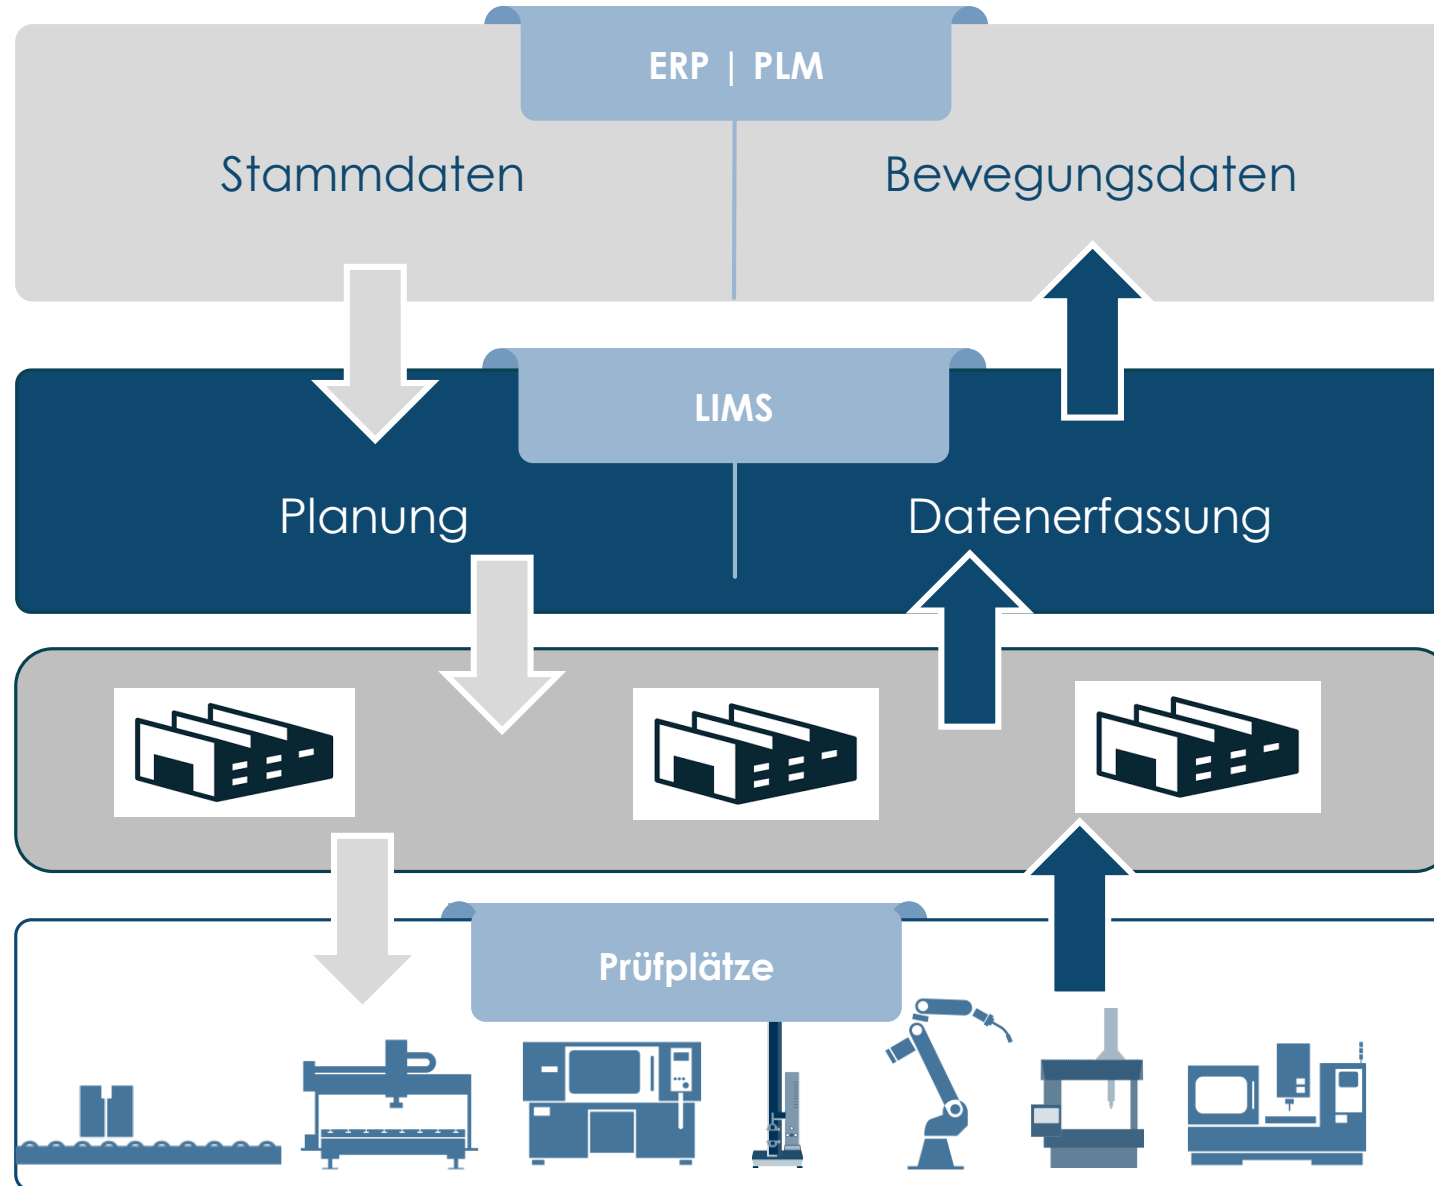 ERP | PLM
Stammdaten
Bewegungsdaten
LIMS
Planung
Datenerfassung
Prüfplätze